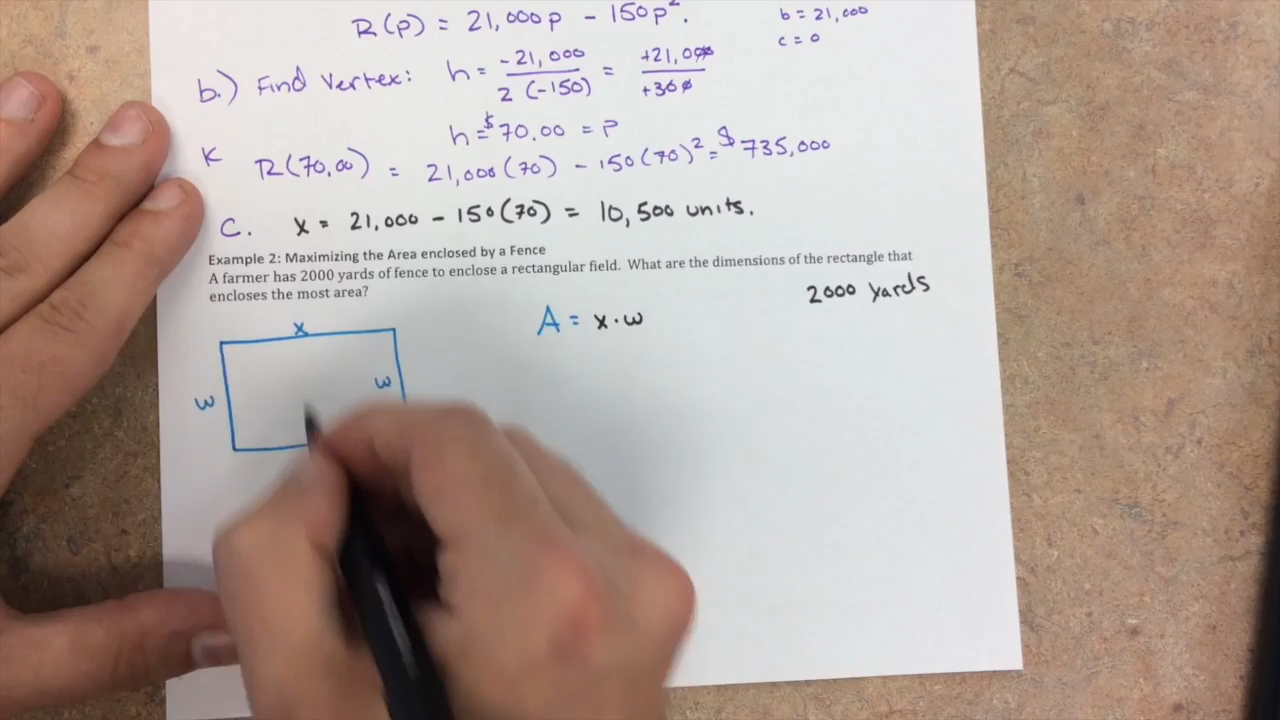 R(p) = 21,000p - 150p².
b = 21,000
c = 0
b.) Find Vertex: h = -21,000 / 2(-150) = +21,000 / +300
h = $70.00 = P
K R(70.00) = 21,000(70) - 150(70)² = $735,000
C. x = 21,000 - 150(70) = 10,500 units.
Example 2: Maximizing the Area enclosed by a Fence
A farmer has 2000 yards of fence to enclose a rectangular field. What are the dimensions of the rectangle that
encloses the most area?
2000 yards
x
A = x · w
w
w